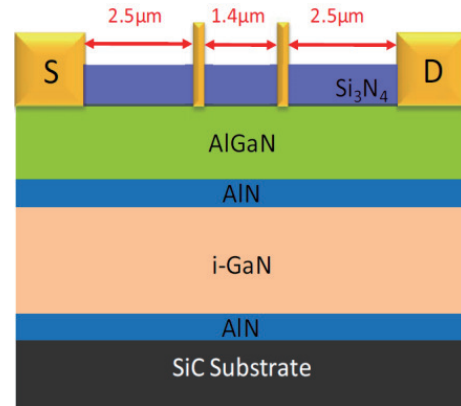 2.5µm 1.4µm 2.5µm
S D
Si₃N₄
AlGaN
AlN
i-GaN
AlN
SiC Substrate